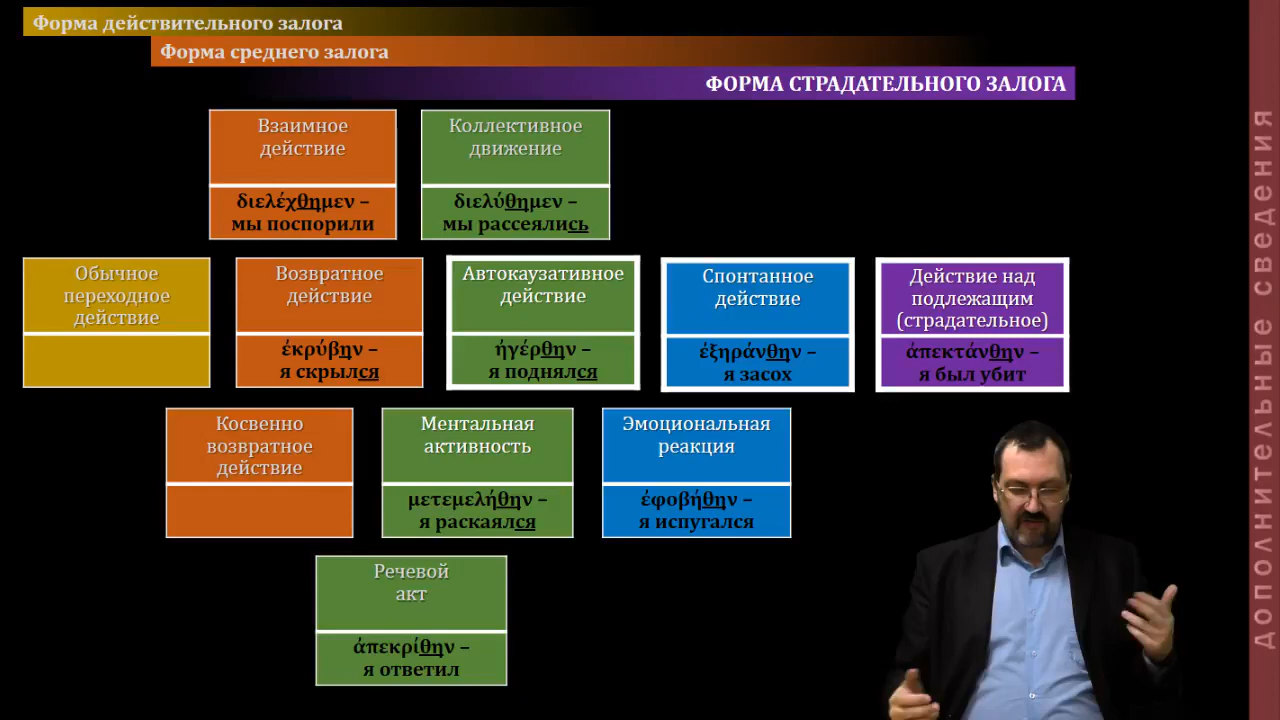 Форма действительного залога
Форма среднего залога
ФОРМА СТРАДАТЕЛЬНОГО ЗАЛОГА
Взаимное
действие
διελέχθημεν –
мы поспорили
Коллективное
движение
διελύθημεν –
мы рассеялись
Обычное
переходное
действие
Возвратное
действие
ἐκρύβην –
я скрылся
Автокаузативное
действие
ἠγέρθην –
я поднялся
Спонтанное
действие
ἐξηράνθην –
я засох
Действие над
подлежащим
(страдательное)
ἀπεκτάνθην –
я был убит
Косвенно
возвратное
действие
Ментальная
активность
μετεμελήθην –
я раскаялся
Эмоциональная
реакция
ἐφοβήθην –
я испугался
Речевой
акт
ἀπεκρίθην –
я ответил
дополнительные сведения